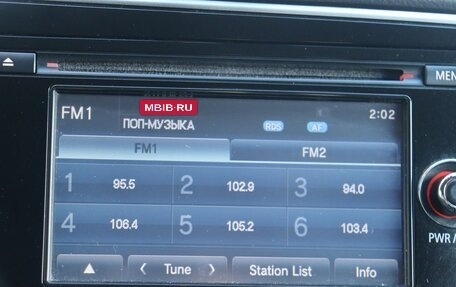 MENU
FM1
MBIB-RU
2:02
ПОП-МУЗЫКА
RDS AF
FM1 FM2
1 95.5 2 102.9 3 94.0
4 106.4 5 105.2 6 103.4
▲ < Tune > Station List Info
PWR /